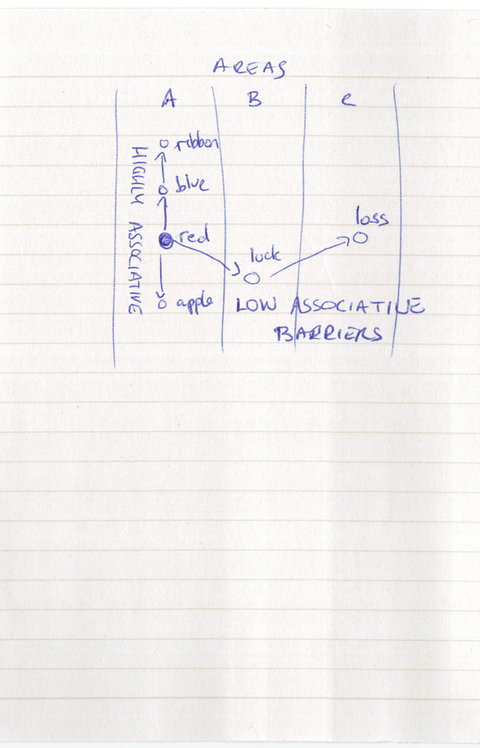 AREAS
A B C
HIGHLY ASSOCIATIVE
ribbon
blue
red
apple
luck
loss
LOW ASSOCIATIVE
BARRIERS